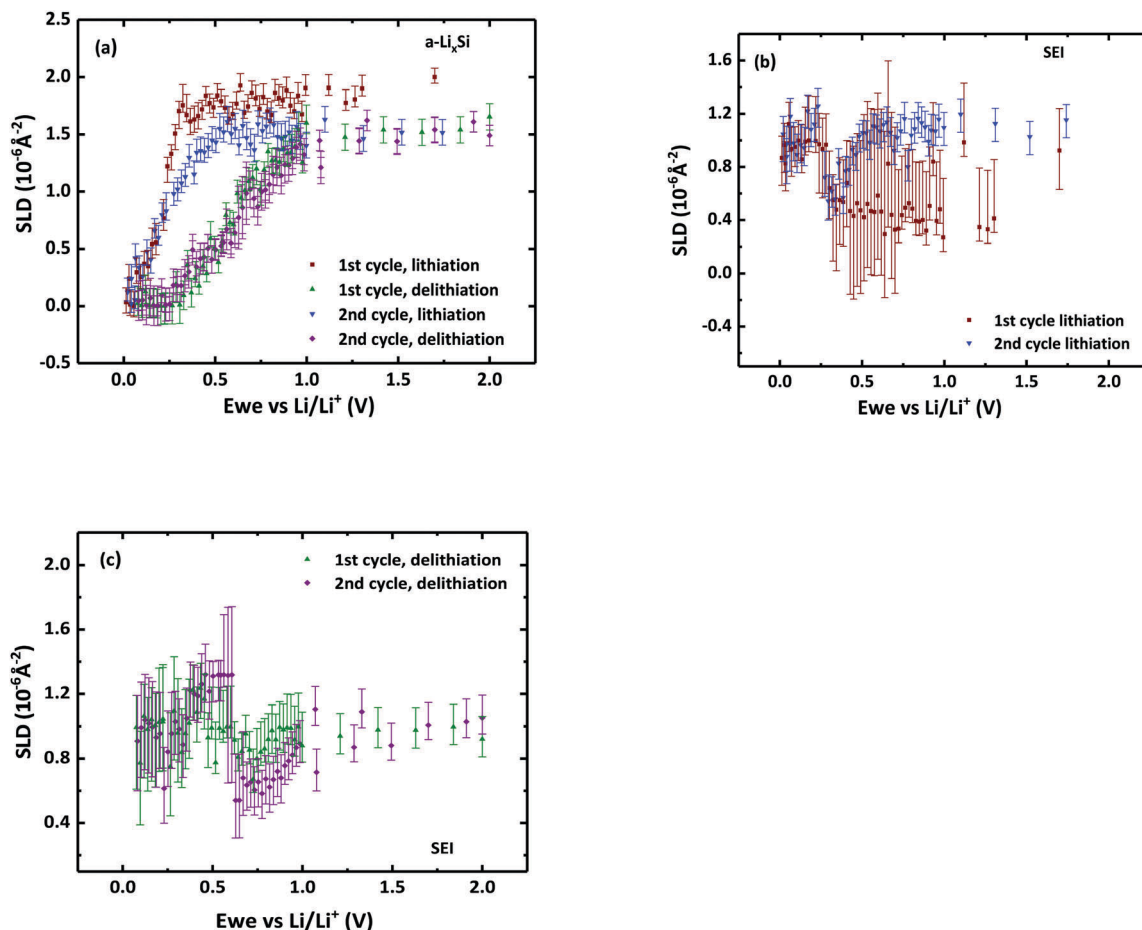 (a)
a-LiₓSi
2.5
2.0
1.5
1.0
0.5
0.0
-0.5
SLD (10⁻⁶Å⁻²)
1st cycle, lithiation
1st cycle, delithiation
2nd cycle, lithiation
2nd cycle, delithiation
0.0 0.5 1.0 1.5 2.0
Ewe vs Li/Li⁺ (V)
(b)
SEI
1.6
1.2
0.8
0.4
0.0
-0.4
SLD (10⁻⁶Å⁻²)
1st cycle lithiation
2nd cycle lithiation
0.0 0.5 1.0 1.5 2.0
Ewe vs Li/Li⁺ (V)
(c)
2.0
1.6
1.2
0.8
0.4
SLD (10⁻⁶Å⁻²)
1st cycle, delithiation
2nd cycle, delithiation
SEI
0.0 0.5 1.0 1.5 2.0
Ewe vs Li/Li⁺ (V)